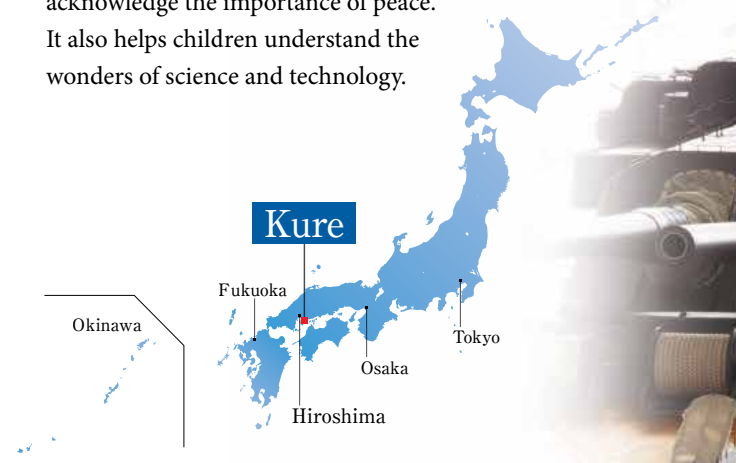 acknowledge the importance of peace.
It also helps children understand the
wonders of science and technology.
Kure
Fukuoka
Okinawa
Tokyo
Osaka
Hiroshima